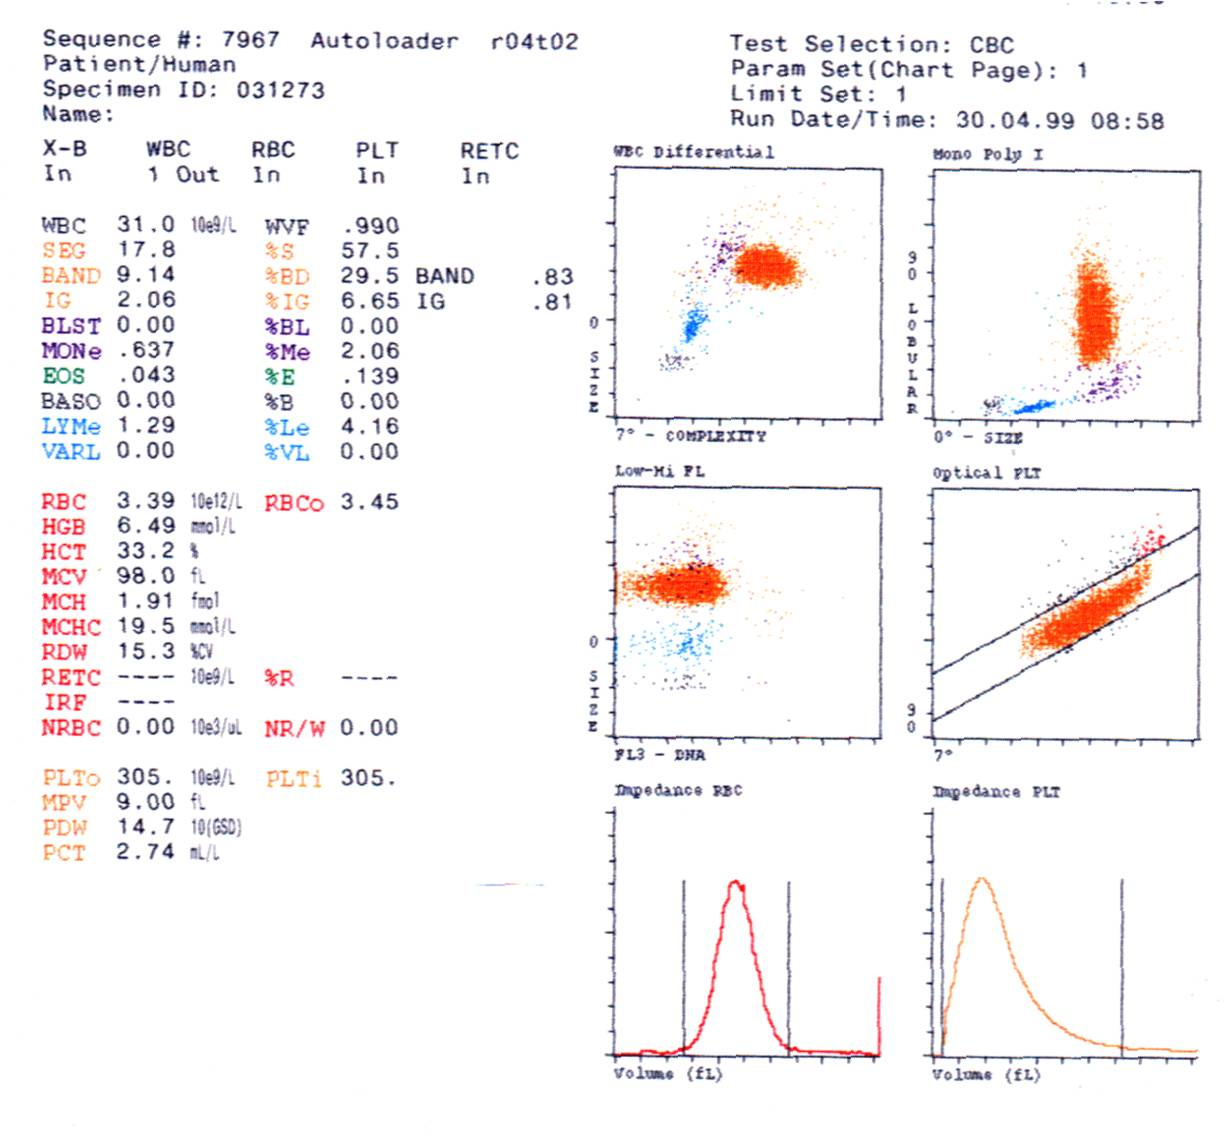 Sequence #: 7967 Autoloader r04t02
Patient/Human
Specimen ID: 031273
Name:
Test Selection: CBC
Param Set(Chart Page): 1
Limit Set: 1
Run Date/Time: 30.04.99 08:58
X-B WBC RBC PLT RETC
In 1 Out In In In
WBC 31.0 10e9/L WVF .990
SEG 17.8 %S 57.5
BAND 9.14 %BD 29.5 BAND .83
IG 2.06 %IG 6.65 IG .81
BLST 0.00 %BL 0.00
MONe .637 %Me 2.06
EOS .043 %E .139
BASO 0.00 %B 0.00
LYMe 1.29 %Le 4.16
VARL 0.00 %VL 0.00
RBC 3.39 10e12/L RBCo 3.45
HGB 6.49 mmol/L
HCT 33.2 %
MCV 98.0 fL
MCH 1.91 fmol
MCHC 19.5 mmol/L
RDW 15.3 %CV
RETC ---- 10e9/L %R ----
IRF ----
NRBC 0.00 10e3/uL NR/W 0.00
PLTo 305. 10e9/L PLTi 305.
MPV 9.00 fL
PDW 14.7 10(GSD)
PCT 2.74 mL/L
WBC Differential
0 SIZE
7° - COMPLEXITY
Mono Poly I
90 LOBULAR
0° - SIZE
Low-Mi FL
0 SIZE
FL3 - DNA
Optical PLT
90
7°
Impedance RBC
Volume (fL)
Impedance PLT
Volume (fL)